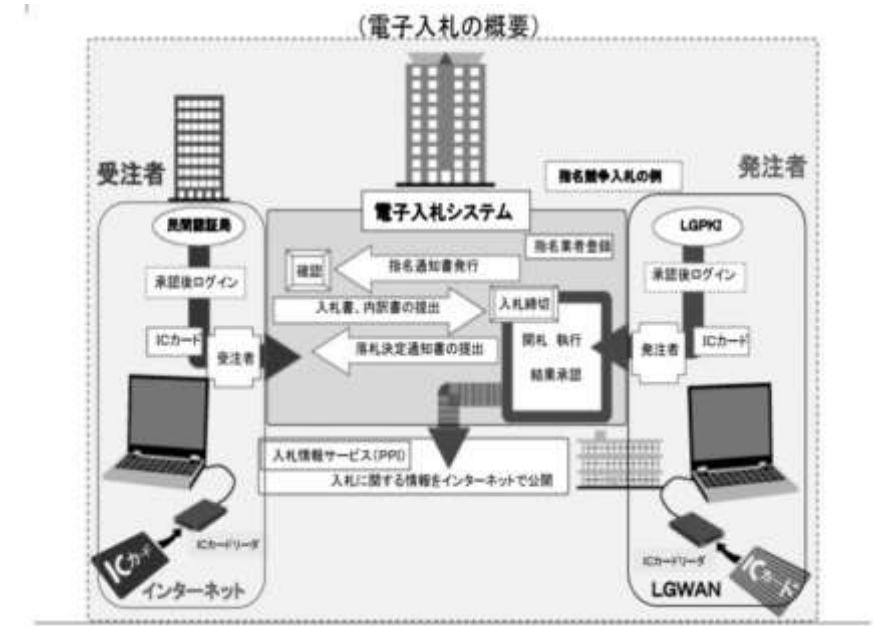 （電子入札の概要）
受注者
発注者
指名競争入札の例
電子入札システム
民間認証局
LGPKI
指名業者登録
確認
指名通知書発行
承認後ログイン
承認後ログイン
入札書、内訳書の提出
入札締切
ICカード
受注者
落札決定通知書の提出
開札 執行
結果承認
発注者
ICカード
入札情報サービス（PPI）
入札に関する情報をインターネットで公開
ICカード
ICカードリーダ
インターネット
ICカードリーダ
ICカード
LGWAN